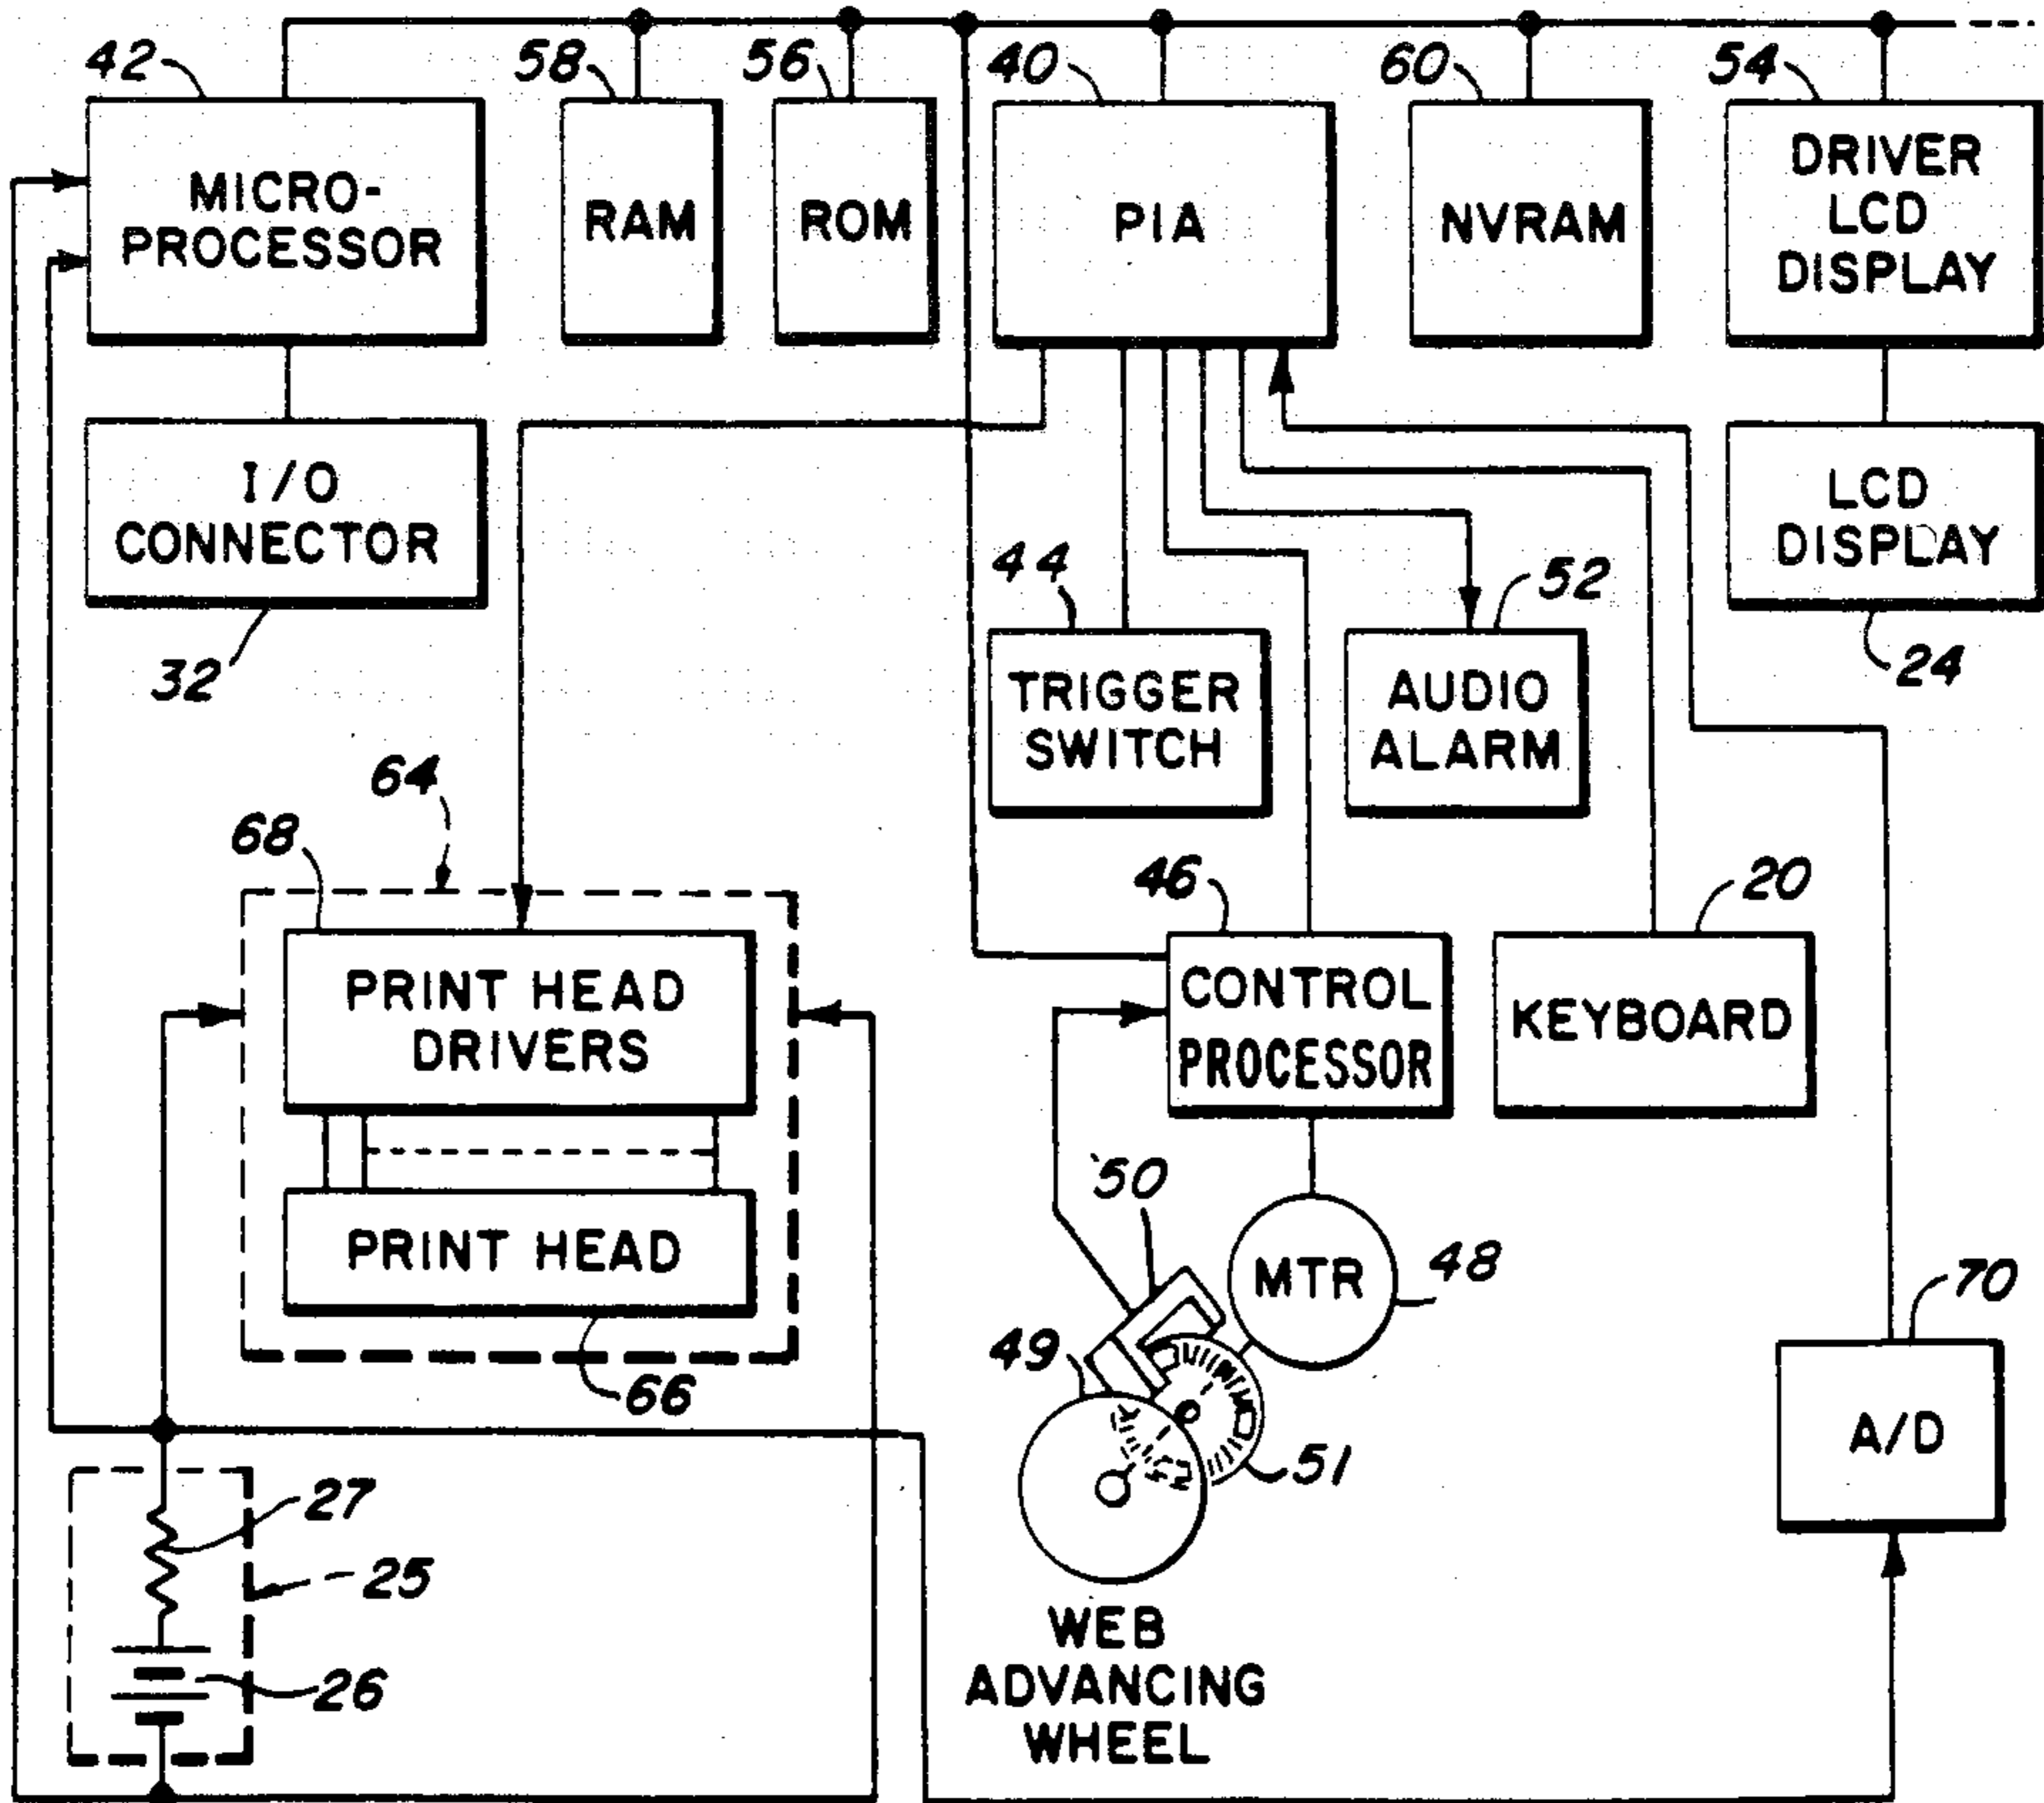 42
58
56
40
60
54
MICRO-
PROCESSOR
RAM
ROM
PIA
NVRAM
DRIVER
LCD
DISPLAY
I/O
CONNECTOR
32
LCD
DISPLAY
24
44
52
TRIGGER
SWITCH
AUDIO
ALARM
64
68
46
20
PRINT HEAD
DRIVERS
CONTROL
PROCESSOR
KEYBOARD
PRINT HEAD
66
50
MTR
48
49
51
70
A/D
27
25
26
WEB
ADVANCING
WHEEL